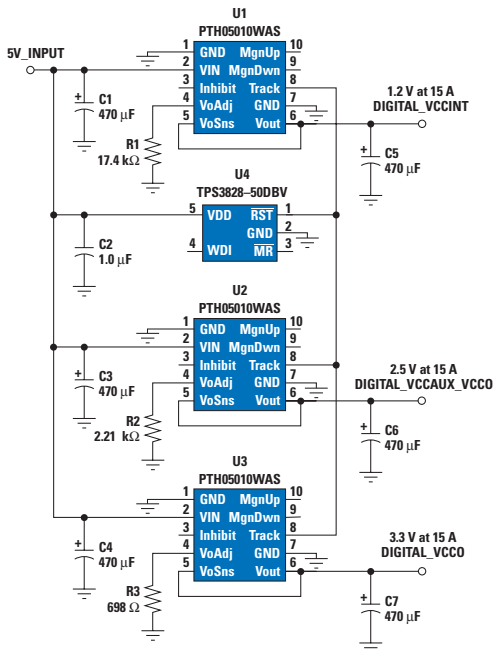 U1
PTH05010WAS
5V_INPUT
1 GND MgnUp 10
2 VIN MgnDwn 9
3 Inhibit Track 8
4 VoAdj GND 7
5 VoSns Vout 6
+ C1
470 μF
R1
17.4 kΩ
1.2 V at 15 A
DIGITAL_VCCINT
+ C5
470 μF
U4
TPS3828–50DBV
5 VDD RST 1
GND 2
4 WDI MR 3
C2
1.0 μF
U2
PTH05010WAS
1 GND MgnUp 10
2 VIN MgnDwn 9
3 Inhibit Track 8
4 VoAdj GND 7
5 VoSns Vout 6
+ C3
470 μF
R2
2.21 kΩ
2.5 V at 15 A
DIGITAL_VCCAUX_VCCO
+ C6
470 μF
U3
PTH05010WAS
1 GND MgnUp 10
2 VIN MgnDwn 9
3 Inhibit Track 8
4 VoAdj GND 7
5 VoSns Vout 6
+ C4
470 μF
R3
698 Ω
3.3 V at 15 A
DIGITAL_VCCO
+ C7
470 μF